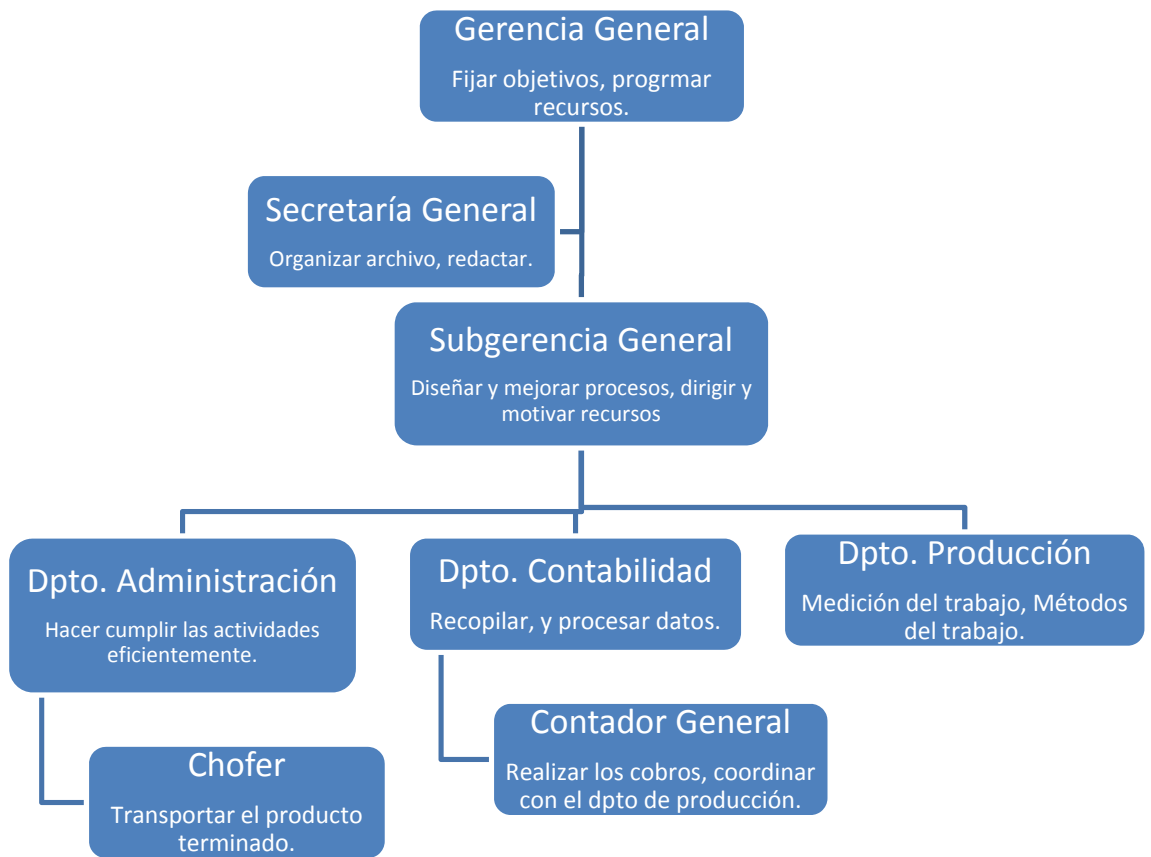 Gerencia General
Fijar objetivos, progrmar
recursos.
Secretaría General
Organizar archivo, redactar.
Subgerencia General
Diseñar y mejorar procesos, dirigir y
motivar recursos
Dpto. Administración
Hacer cumplir las actividades
eficientemente.
Dpto. Contabilidad
Recopilar, y procesar datos.
Dpto. Producción
Medición del trabajo, Métodos
del trabajo.
Chofer
Transportar el producto
terminado.
Contador General
Realizar los cobros, coordinar
con el dpto de producción.